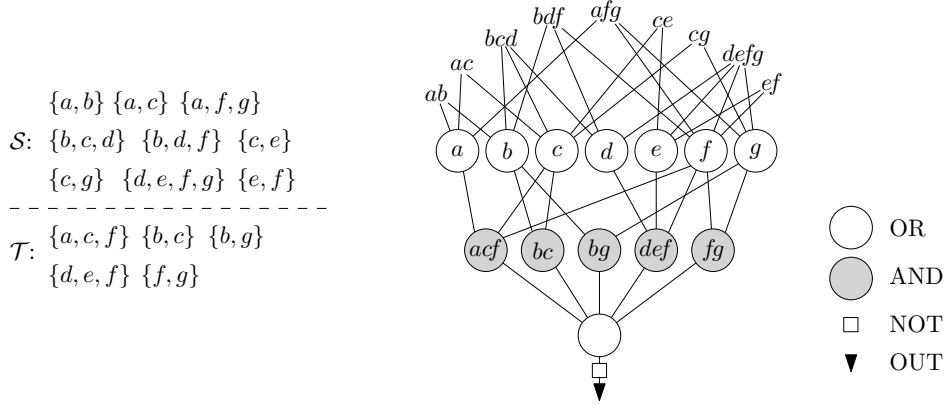 {a, b} {a, c} {a, f, g}
𝒮: {b, c, d} {b, d, f} {c, e}
{c, g} {d, e, f, g} {e, f}
𝒯: {a, c, f} {b, c} {b, g}
{d, e, f} {f, g}
ab ac bcd bdf afg ce cg defg ef
a b c d e f g
acf bc bg def fg
OR
AND
NOT
OUT